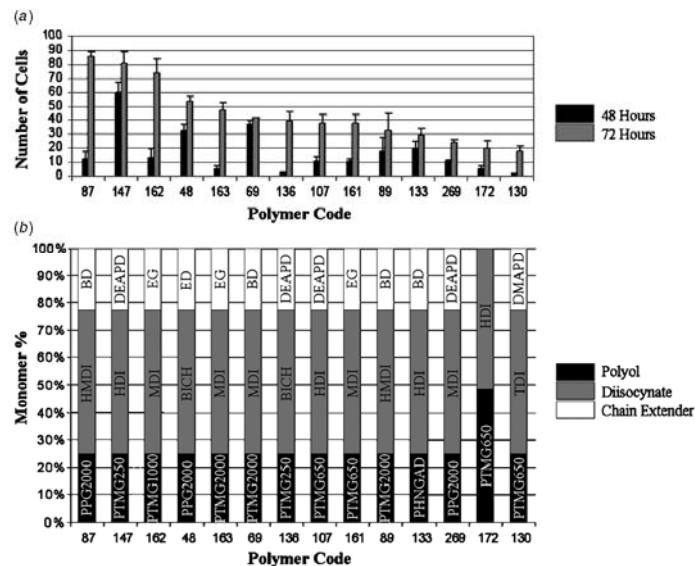 (a)
Number of Cells
100
90
80
70
60
50
40
30
20
10
0
87 147 162 48 163 69 136 107 161 89 133 269 172 130
Polymer Code
48 Hours
72 Hours
(b)
Monomer %
100%
90%
80%
70%
60%
50%
40%
30%
20%
10%
0%
BD DEAPD EG ED EG BD DEAPD DEAPD EG BD BD DEAPD DMAPD
HMDI HDI MDI BICH MDI MDI BICH HDI MDI HMDI HDI MDI HDI TDI
PPG2000 PTMG250 PTMG1000 PPG2000 PTMG2000 PTMG2000 PTMG250 PTMG650 PTMG650 PTMG2000 PHNGAD PPG2000 PTMG650 PTMG650
87 147 162 48 163 69 136 107 161 89 133 269 172 130
Polymer Code
Polyol
Diisocynate
Chain Extender